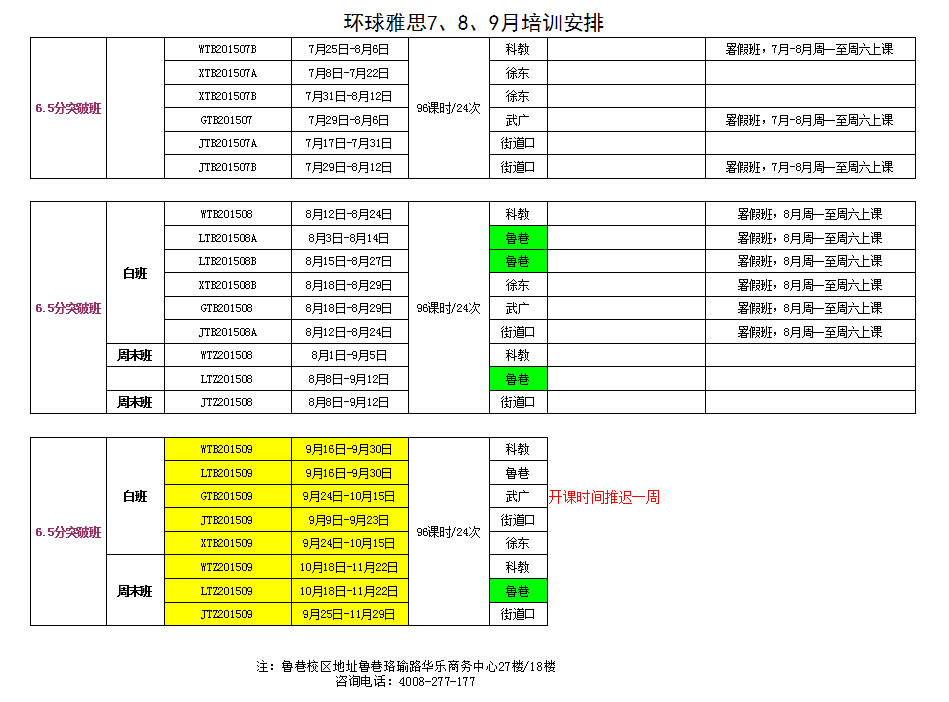 环球雅思7、8、9月培训安排
WTB201507B 7月25日-8月6日 科教 署假班，7月-8月周一至周六上课
XTB201507A 7月8日-7月22日 徐东
XTB201507B 7月31日-8月12日 徐东
6.5分突破班 96课时/24次
GTB201507 7月29日-8月6日 武广 署假班，7月-8月周一至周六上课
JTB201507A 7月17日-7月31日 街道口
JTB201507B 7月29日-8月12日 街道口 署假班，7月-8月周一至周六上课
WTB201508 8月12日-8月24日 科教 署假班，8月周一至周六上课
LTB201508A 8月3日-8月14日 鲁巷 署假班，8月周一至周六上课
LTB201508B 8月15日-8月27日 鲁巷 署假班，8月周一至周六上课
白班
XTB201508B 8月18日-8月29日 徐东 署假班，8月周一至周六上课
6.5分突破班 GTB201508 8月18日-8月29日 96课时/24次 武广 署假班，8月周一至周六上课
JTB201508A 8月12日-8月24日 街道口 署假班，8月周一至周六上课
周末班 WTZ201508 8月1日-9月5日 科教
LTZ201508 8月8日-9月12日 鲁巷
周末班 JTZ201508 8月8日-9月12日 街道口
WTB201509 9月16日-9月30日 科教
LTB201509 9月16日-9月30日 鲁巷
白班 GTB201509 9月24日-10月15日 武广 开课时间推迟一周
JTB201509 9月9日-9月23日 街道口
6.5分突破班 96课时/24次
XTB201509 9月24日-10月15日 徐东
WTZ201509 10月18日-11月22日 科教
周末班 LTZ201509 10月18日-11月22日 鲁巷
JTZ201509 9月25日-11月29日 街道口
注：鲁巷校区地址鲁巷珞瑜路华乐商务中心27楼/18楼
咨询电话：4008-277-177